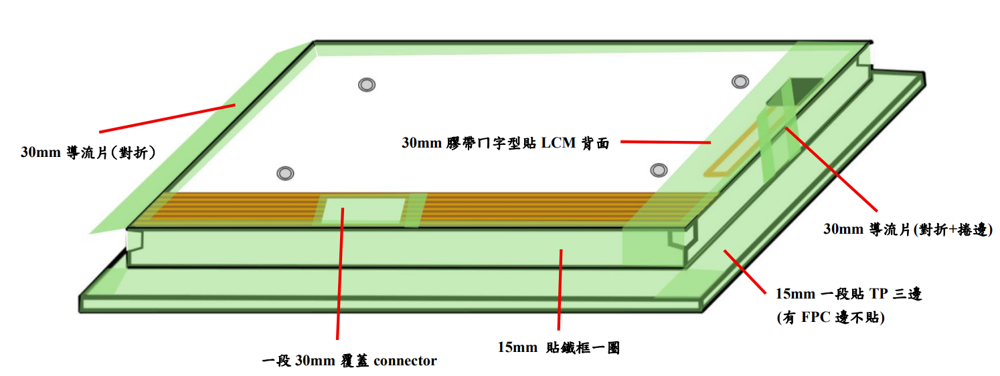 30mm 導流片(對折)
30mm 膠帶冂字型貼 LCM 背面
30mm 導流片(對折+捲邊)
15mm 一段貼 TP 三邊
(有 FPC 邊不貼)
15mm 貼鐵框一圈
一段 30mm 覆蓋 connector